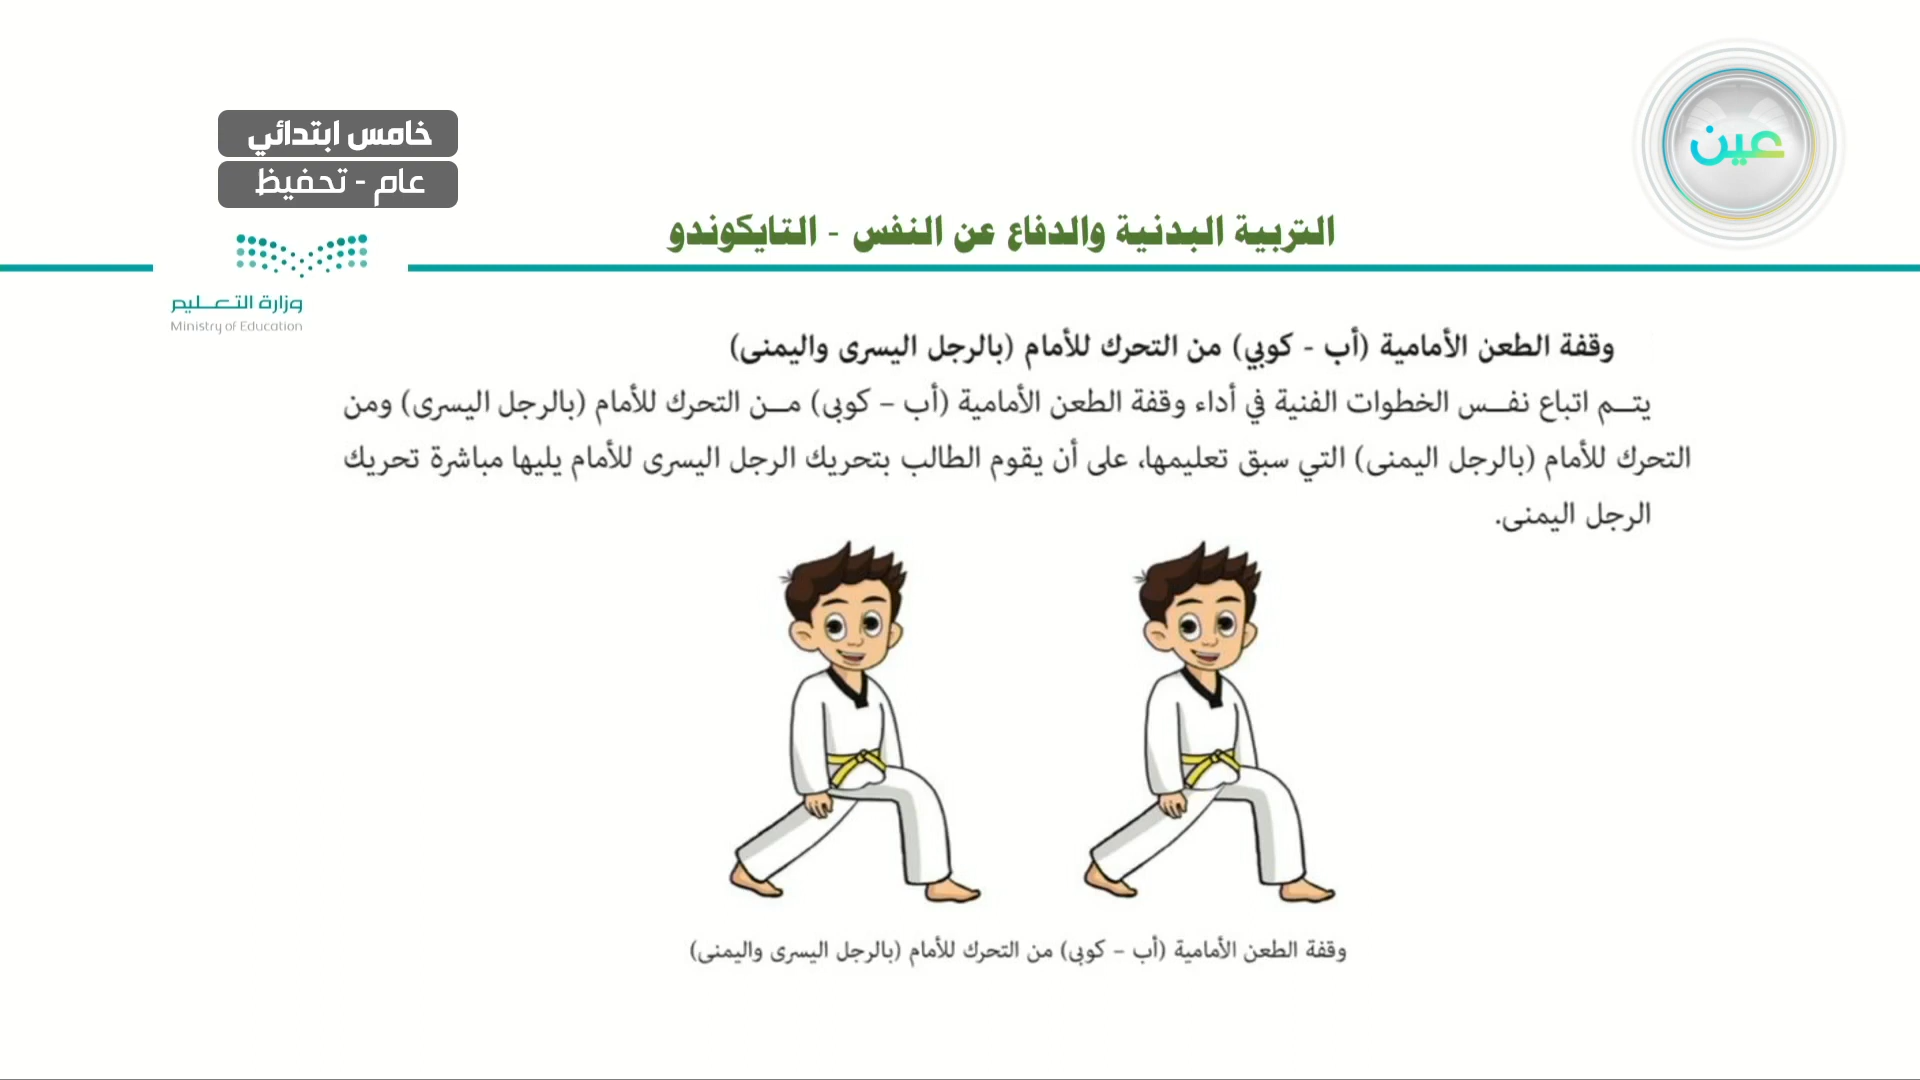 عين
خامس ابتدائي
عام - تحفيظ
التربية البدنية والدفاع عن النفس - التايكوندو
وزارة التعليم
Ministry of Education
وقفة الطعن الأمامية (أب - كوبي) من التحرك للأمام (بالرجل اليسرى واليمنى)
يتم اتباع نفس الخطوات الفنية في أداء وقفة الطعن الأمامية (أب – كوبى) من التحرك للأمام (بالرجل اليسرى) ومن
التحرك للأمام (بالرجل اليمنى) التي سبق تعليمها، على أن يقوم الطالب بتحريك الرجل اليسرى للأمام يليها مباشرة تحريك
الرجل اليمنى.
وقفة الطعن الأمامية (أب – كوبى) من التحرك للأمام (بالرجل اليسرى واليمنى)